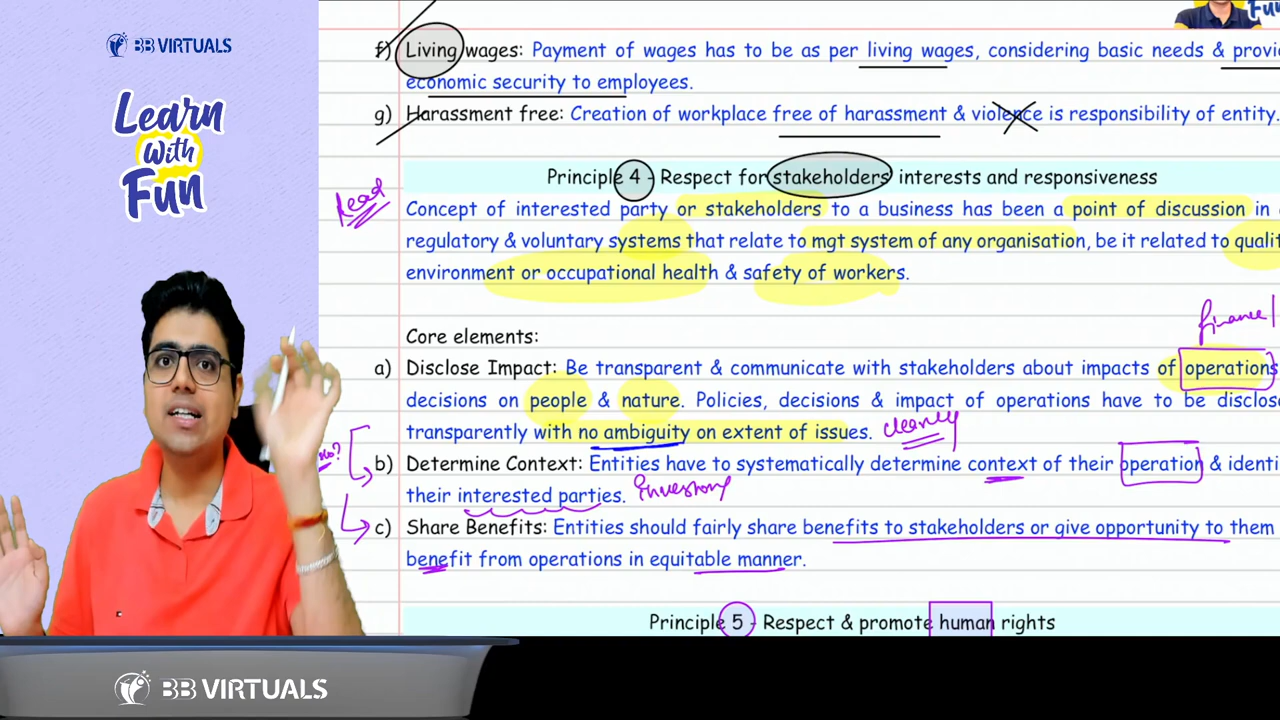 BB VIRTUALS
Learn
With
Fun
Fun
f) Living wages: Payment of wages has to be as per living wages, considering basic needs &
economic security to employees.
g) Harassment free: Creation of workplace free of harassment & violence is responsibility of entity.
Principle 4 - Respect for stakeholders interests and responsiveness
Read
Concept of interested party or stakeholders to a business has been a point of discussion in
regulatory & voluntary systems that relate to mgt system of any organisation, be it related to
environment or occupational health & safety of workers.
finance
Core elements:
a) Disclose Impact: Be transparent & communicate with stakeholders about impacts of operations
decisions on people & nature. Policies, decisions & impact of operations have to be
transparently with no ambiguity on extent of issues. clearly
b) Determine Context: Entities have to systematically determine context of their operation &
their interested parties. Investory
c) Share Benefits: Entities should fairly share benefits to stakeholders or give opportunity to them
benefit from operations in equitable manner.
Principle 5 - Respect & promote human rights
BB VIRTUALS